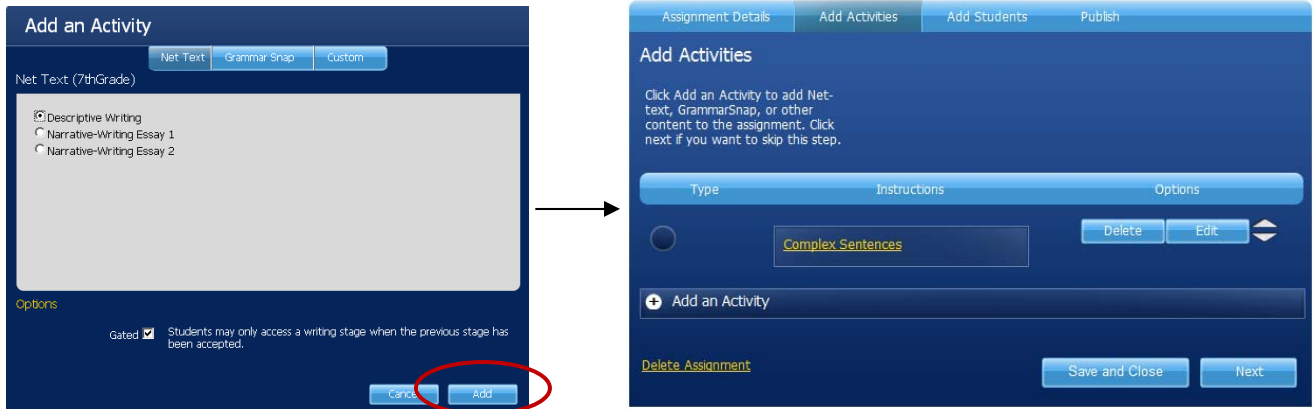 Add an Activity
Net Text Grammar Snap Custom
Net Text (7thGrade)
Descriptive Writing
Narrative-Writing Essay 1
Narrative-Writing Essay 2
Options
Gated Students may only access a writing stage when the previous stage has
been accepted.
Cancel Add
Assignment Details Add Activities Add Students Publish
Add Activities
Click Add an Activity to add Net-
text, GrammarSnap, or other
content to the assignment. Click
next if you want to skip this step.
Type Instructions Options
Complex Sentences Delete Edit
Add an Activity
Delete Assignment Save and Close Next